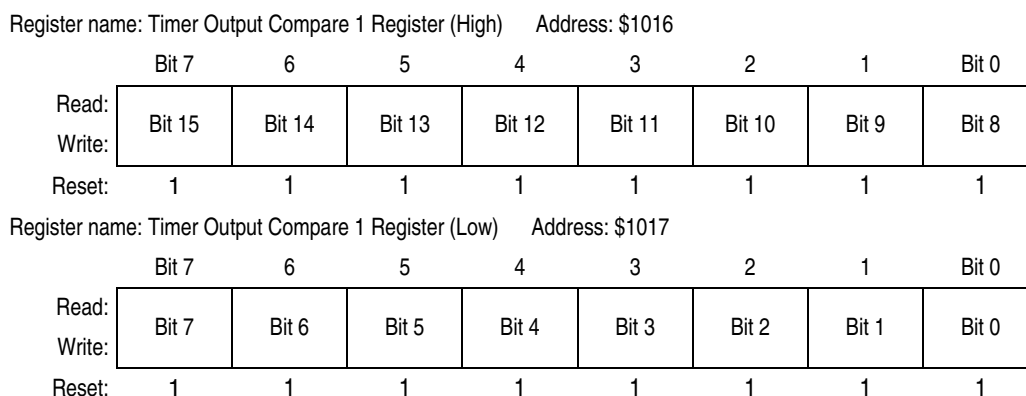 Register name: Timer Output Compare 1 Register (High) Address: $1016
Bit 7 6 5 4 3 2 1 Bit 0
Read:
Bit 15 Bit 14 Bit 13 Bit 12 Bit 11 Bit 10 Bit 9 Bit 8
Write:
Reset: 1 1 1 1 1 1 1 1
Register name: Timer Output Compare 1 Register (Low) Address: $1017
Bit 7 6 5 4 3 2 1 Bit 0
Read:
Bit 7 Bit 6 Bit 5 Bit 4 Bit 3 Bit 2 Bit 1 Bit 0
Write:
Reset: 1 1 1 1 1 1 1 1